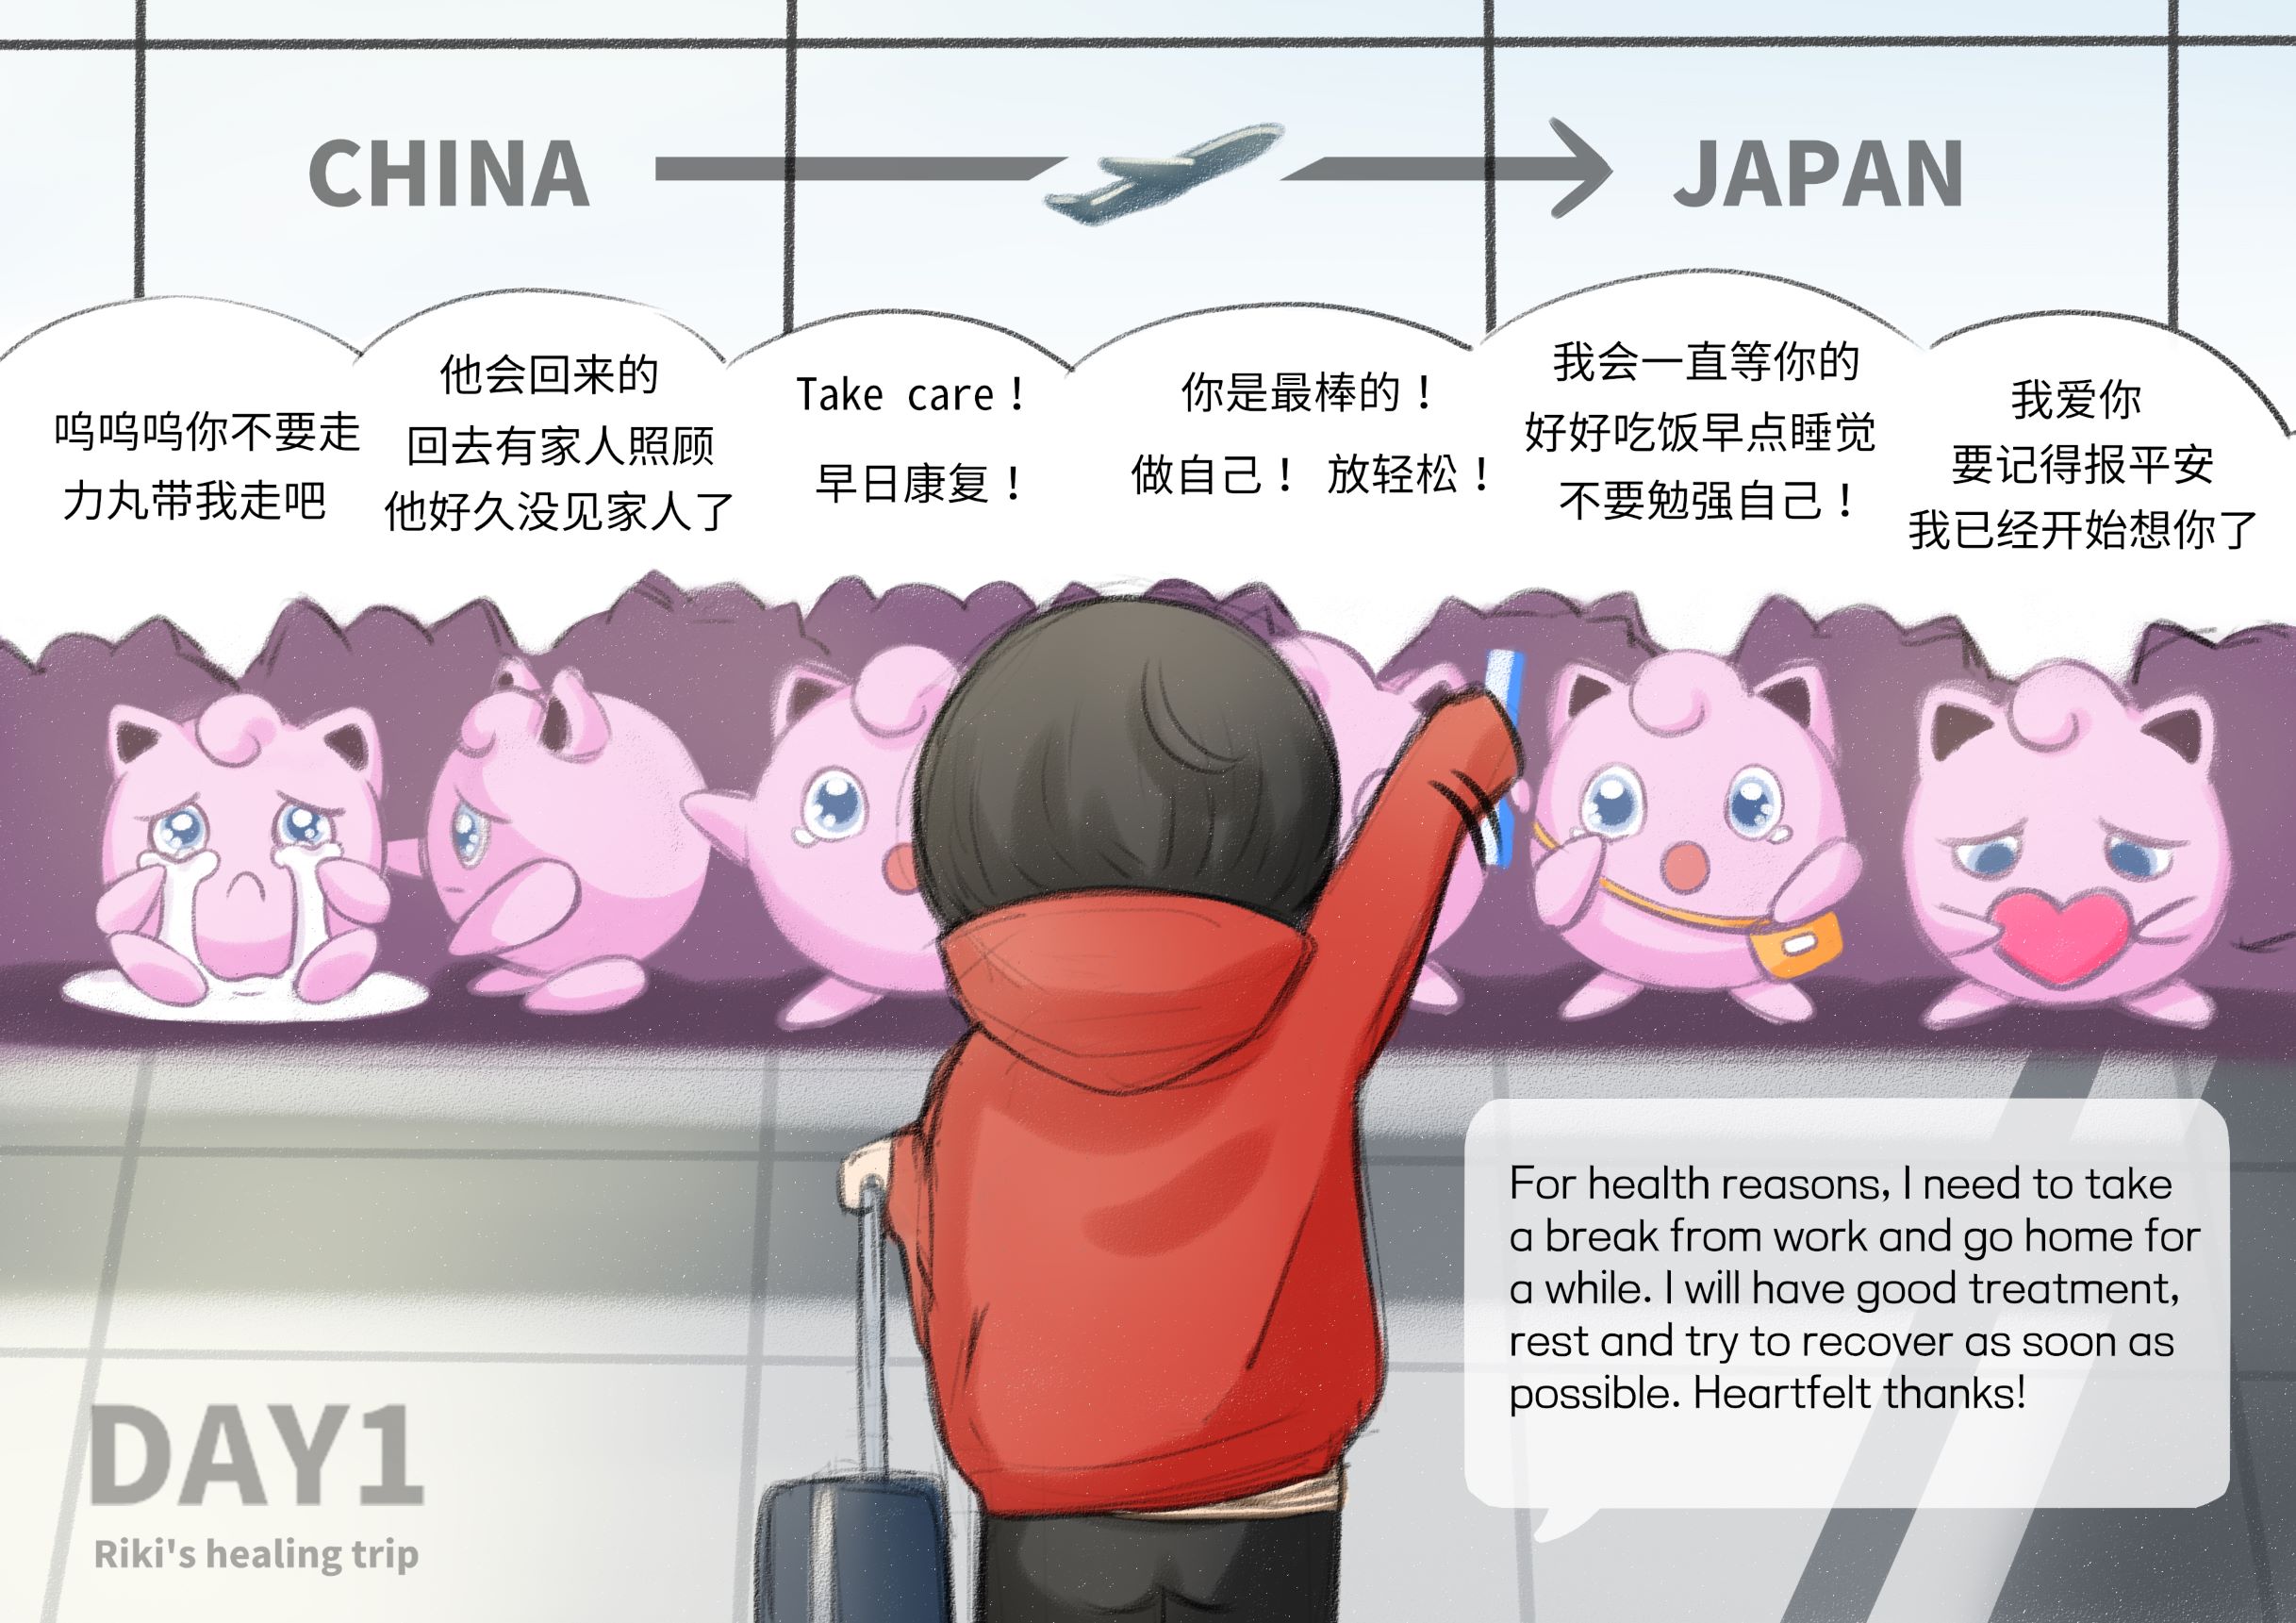 CHINA
JAPAN
呜呜呜你不要走
力丸带我走吧
他会回来的
回去有家人照顾
他好久没见家人了
Take care！
早日康复！
你是最棒的！
做自己！ 放轻松！
我会一直等你的
好好吃饭早点睡觉
不要勉强自己！
我爱你
要记得报平安
我已经开始想你了
For health reasons, I need to take
a break from work and go home for
a while. I will have good treatment,
rest and try to recover as soon as
possible. Heartfelt thanks!
DAY1
Riki's healing trip